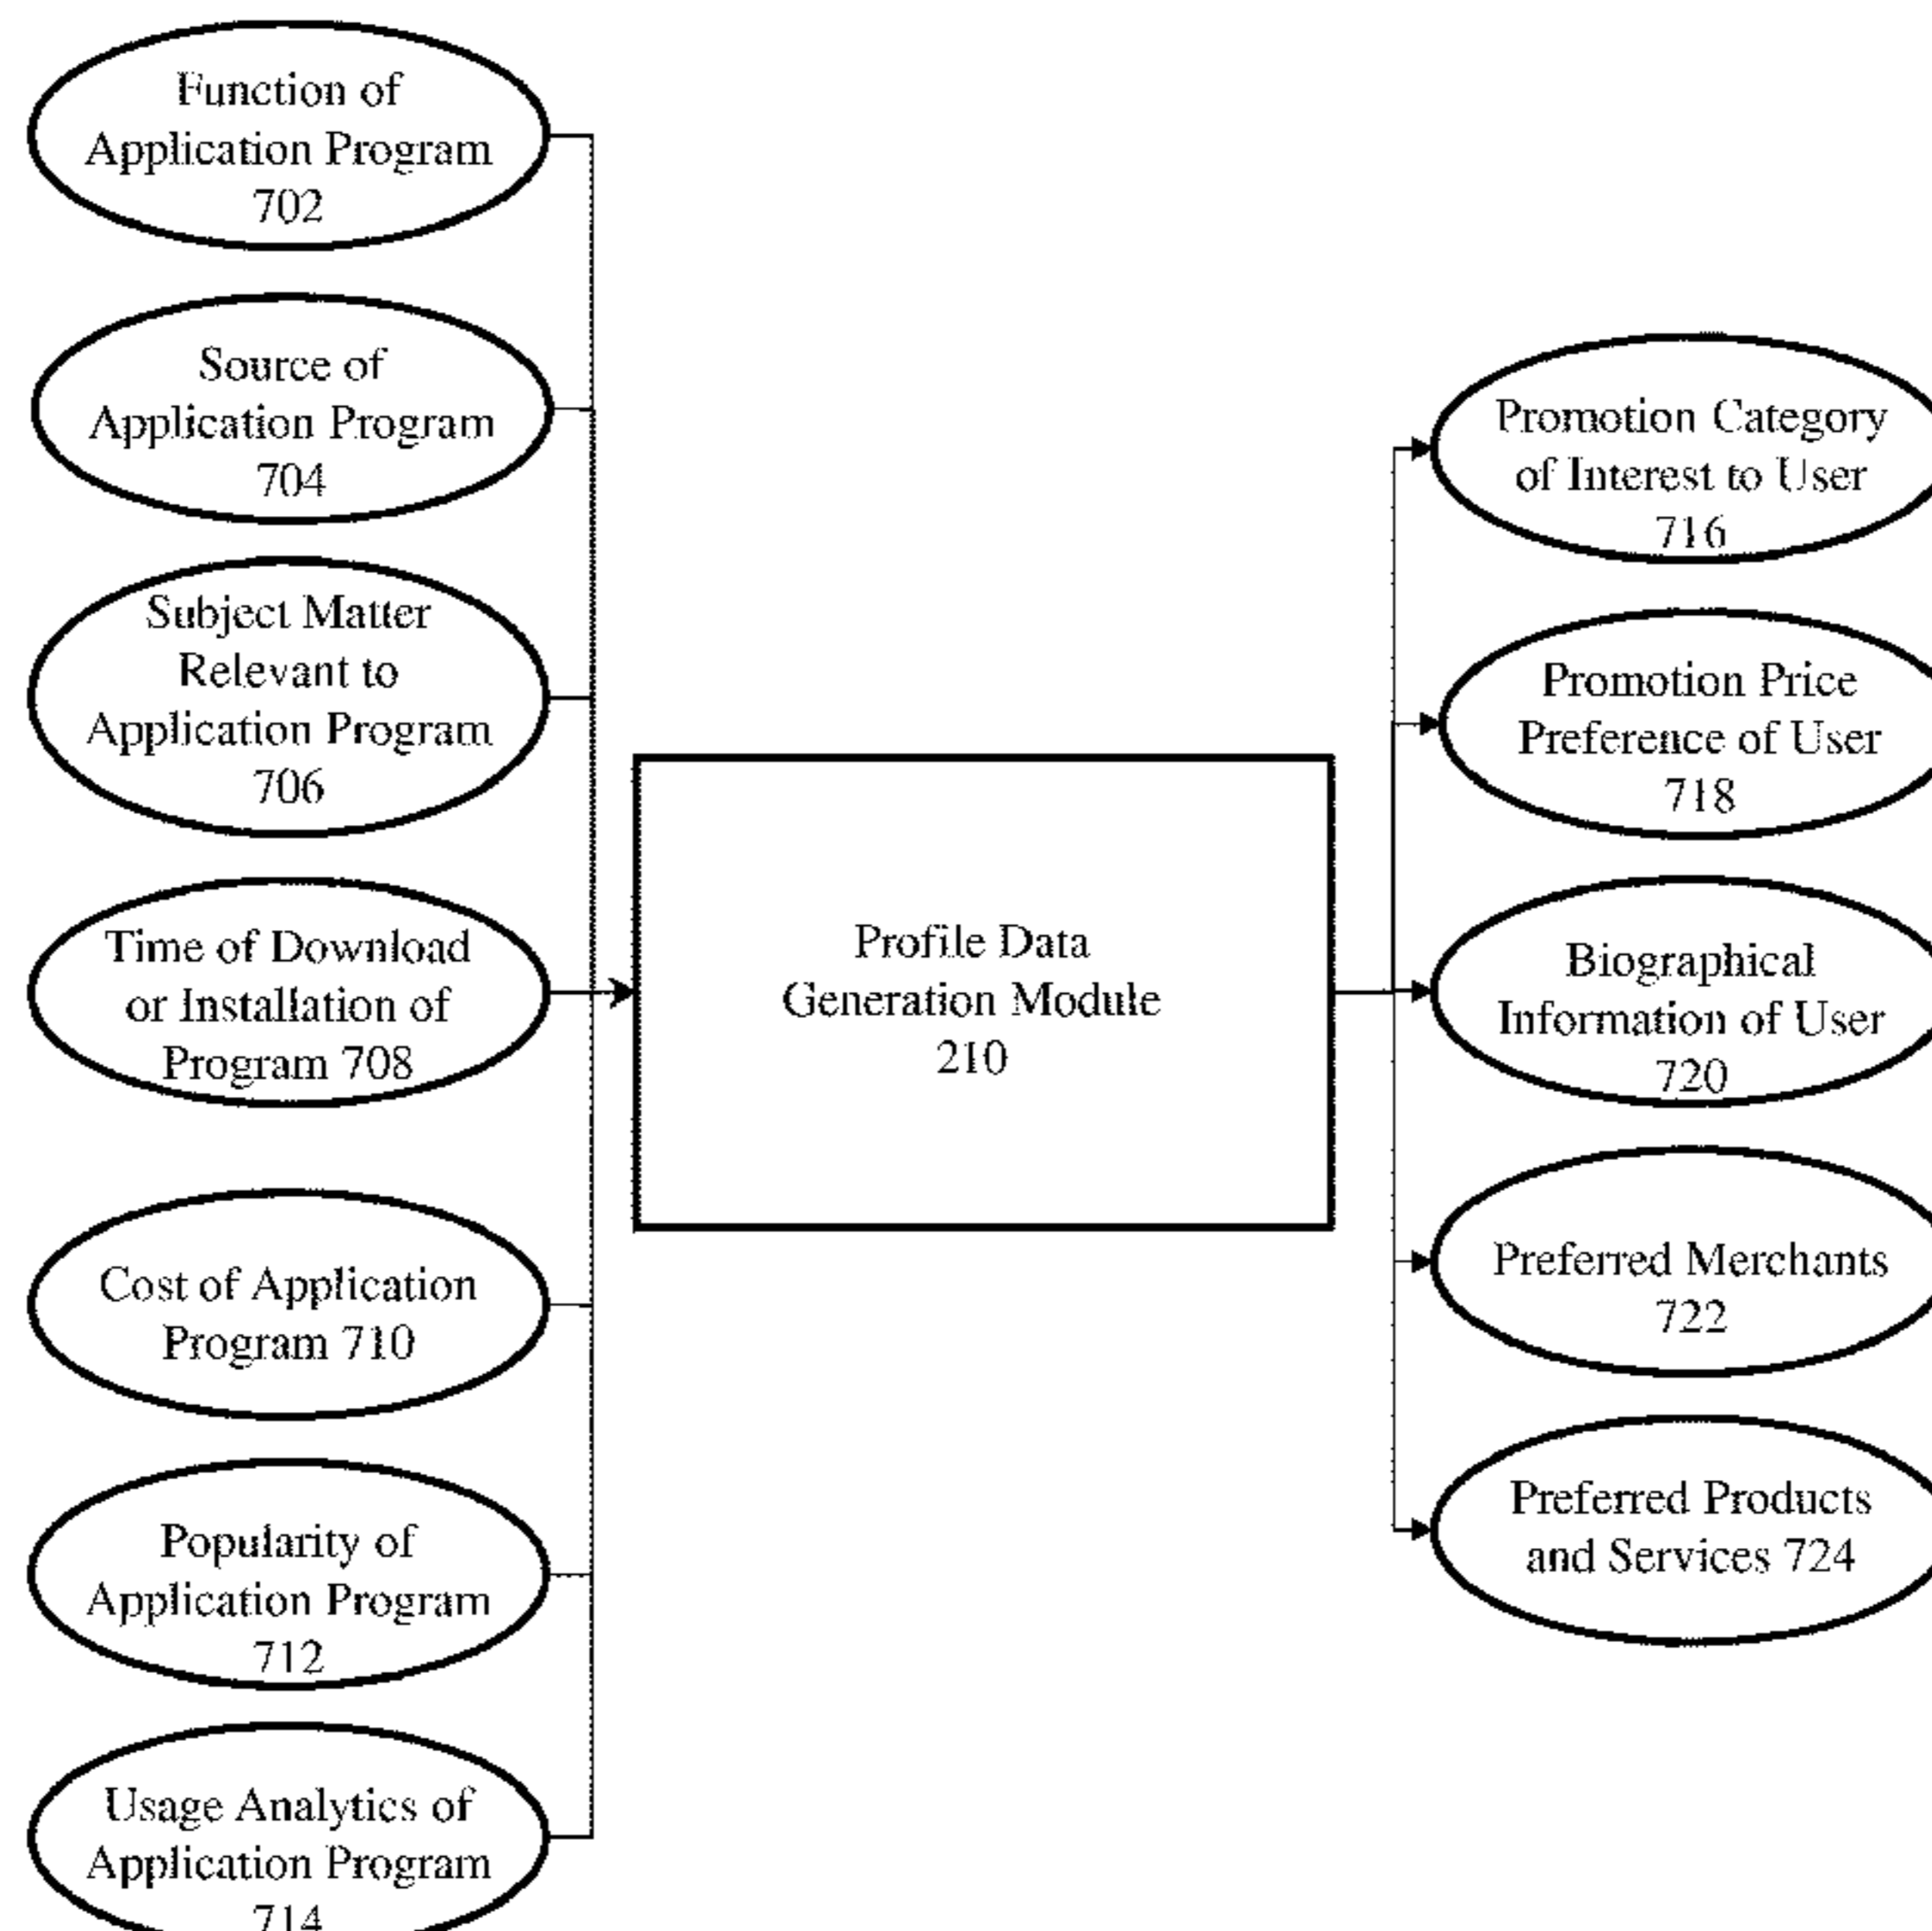 Function of
Application Program
702
Source of
Application Program
704
Subject Matter
Relevant to
Application Program
706
Time of Download
or Installation of
Program 708
Cost of Application
Program 710
Popularity of
Application Program
712
Usage Analytics of
Application Program
714
Profile Data
Generation Module
210
Promotion Category
of Interest to User
716
Promotion Price
Preference of User
718
Biographical
Information of User
720
Preferred Merchants
722
Preferred Products
and Services 724